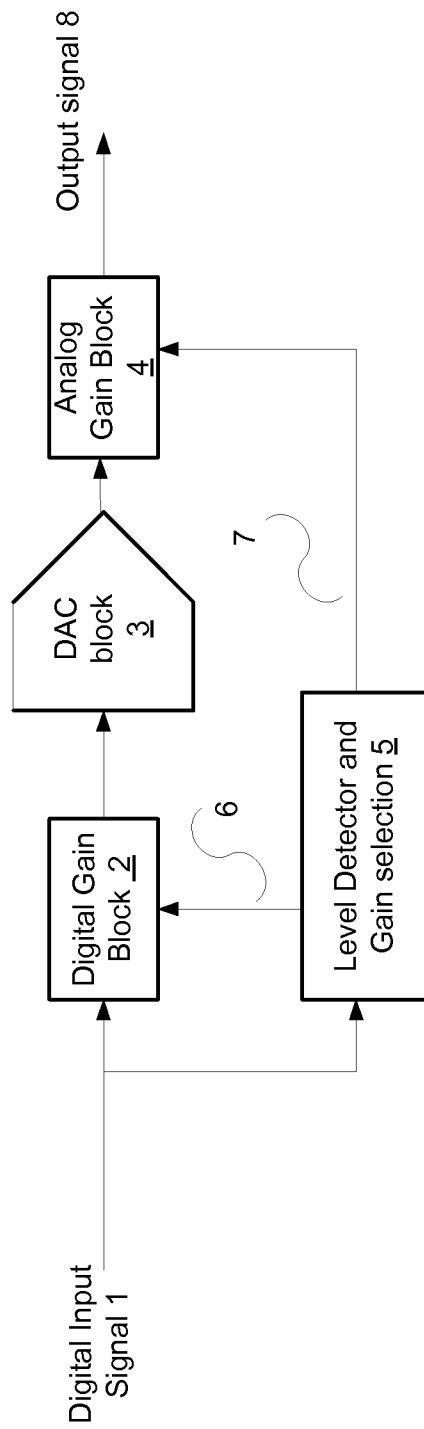 Digital Input
Signal 1
Digital Gain
Block 2
DAC
block
3
Analog
Gain Block
4
Output signal 8
6
7
Level Detector and
Gain selection 5